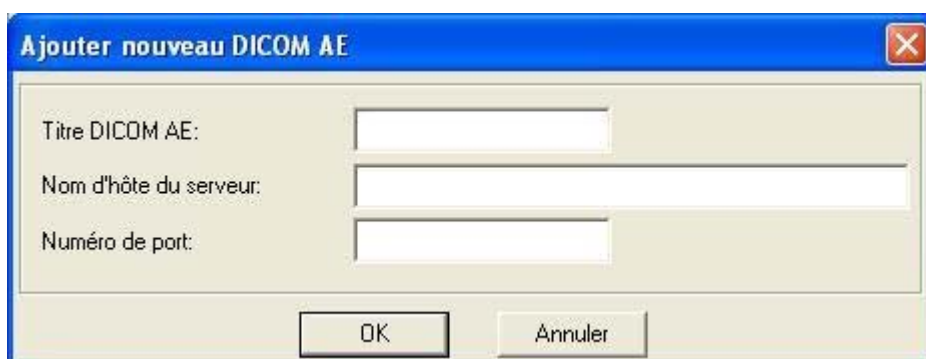 Ajouter nouveau DICOM AE
Titre DICOM AE:
Nom d'hôte du serveur:
Numéro de port:
OK Annuler